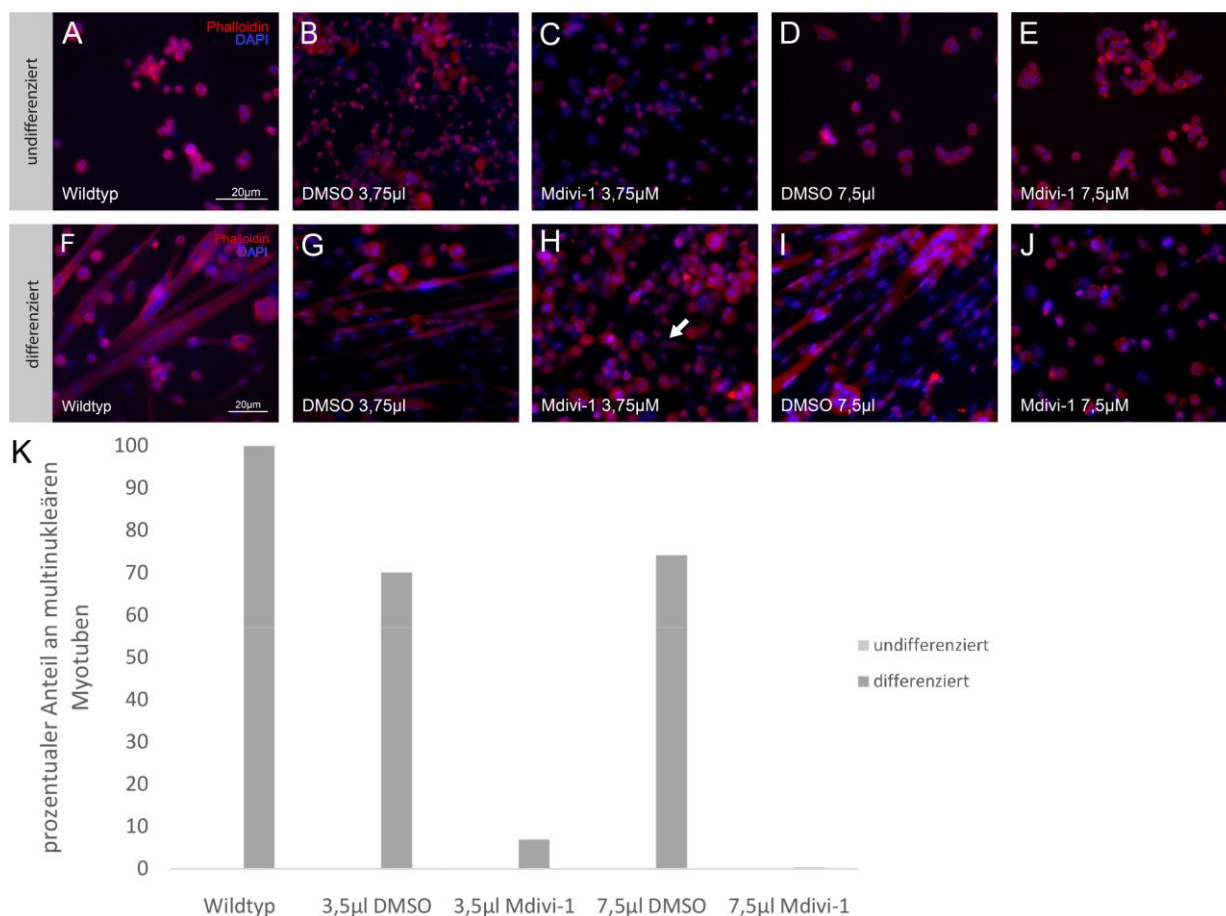 undifferenziert
A
Phalloidin
DAPI
Wildtyp
20µm
B
DMSO 3,75µl
C
Mdivi-1 3,75µM
D
DMSO 7,5µl
E
Mdivi-1 7,5µM
differenziert
F
Phalloidin
DAPI
Wildtyp
20µm
G
DMSO 3,75µl
H
Mdivi-1 3,75µM
I
DMSO 7,5µl
J
Mdivi-1 7,5µM
K
prozentualer Anteil an multinukleären
Myotuben
100
90
80
70
60
50
40
30
20
10
0
Wildtyp
3,5µl DMSO
3,5µl Mdivi-1
7,5µl DMSO
7,5µl Mdivi-1
undifferenziert
differenziert